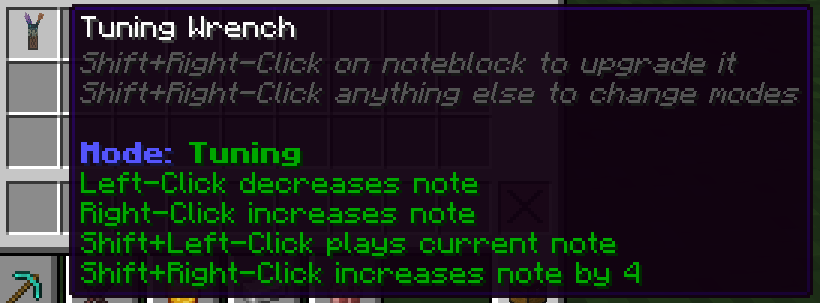 Tuning Wrench
Shift+Right-Click on noteblock to upgrade it
Shift+Right-Click anything else to change modes
Mode: Tuning
Left-Click decreases note
Right-Click increases note
Shift+Left-Click plays current note
Shift+Right-Click increases note by 4